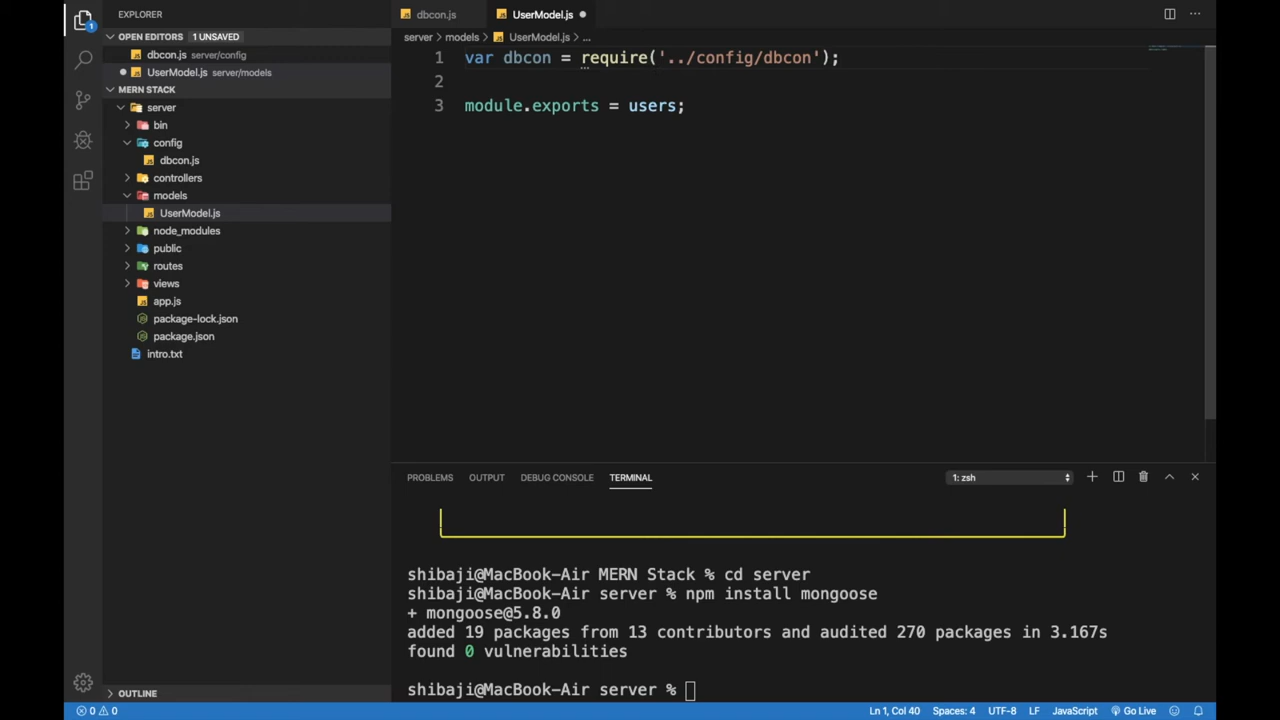 EXPLORER
dbcon.js
UserModel.js
OPEN EDITORS 1 UNSAVED
dbcon.js server/config
UserModel.js server/models
MERN STACK
server
bin
config
dbcon.js
controllers
models
UserModel.js
node_modules
public
routes
views
app.js
package-lock.json
package.json
intro.txt
OUTLINE
1
server > models > UserModel.js > ...
1 var dbcon = require('../config/dbcon');
2
3 module.exports = users;
PROBLEMS OUTPUT DEBUG CONSOLE TERMINAL 1: zsh
shibaji@MacBook-Air MERN Stack % cd server
shibaji@MacBook-Air server % npm install mongoose
+ mongoose@5.8.0
added 19 packages from 13 contributors and audited 270 packages in 3.167s
found 0 vulnerabilities
shibaji@MacBook-Air server %
0 0 Ln 1, Col 40 Spaces: 4 UTF-8 LF JavaScript Go Live